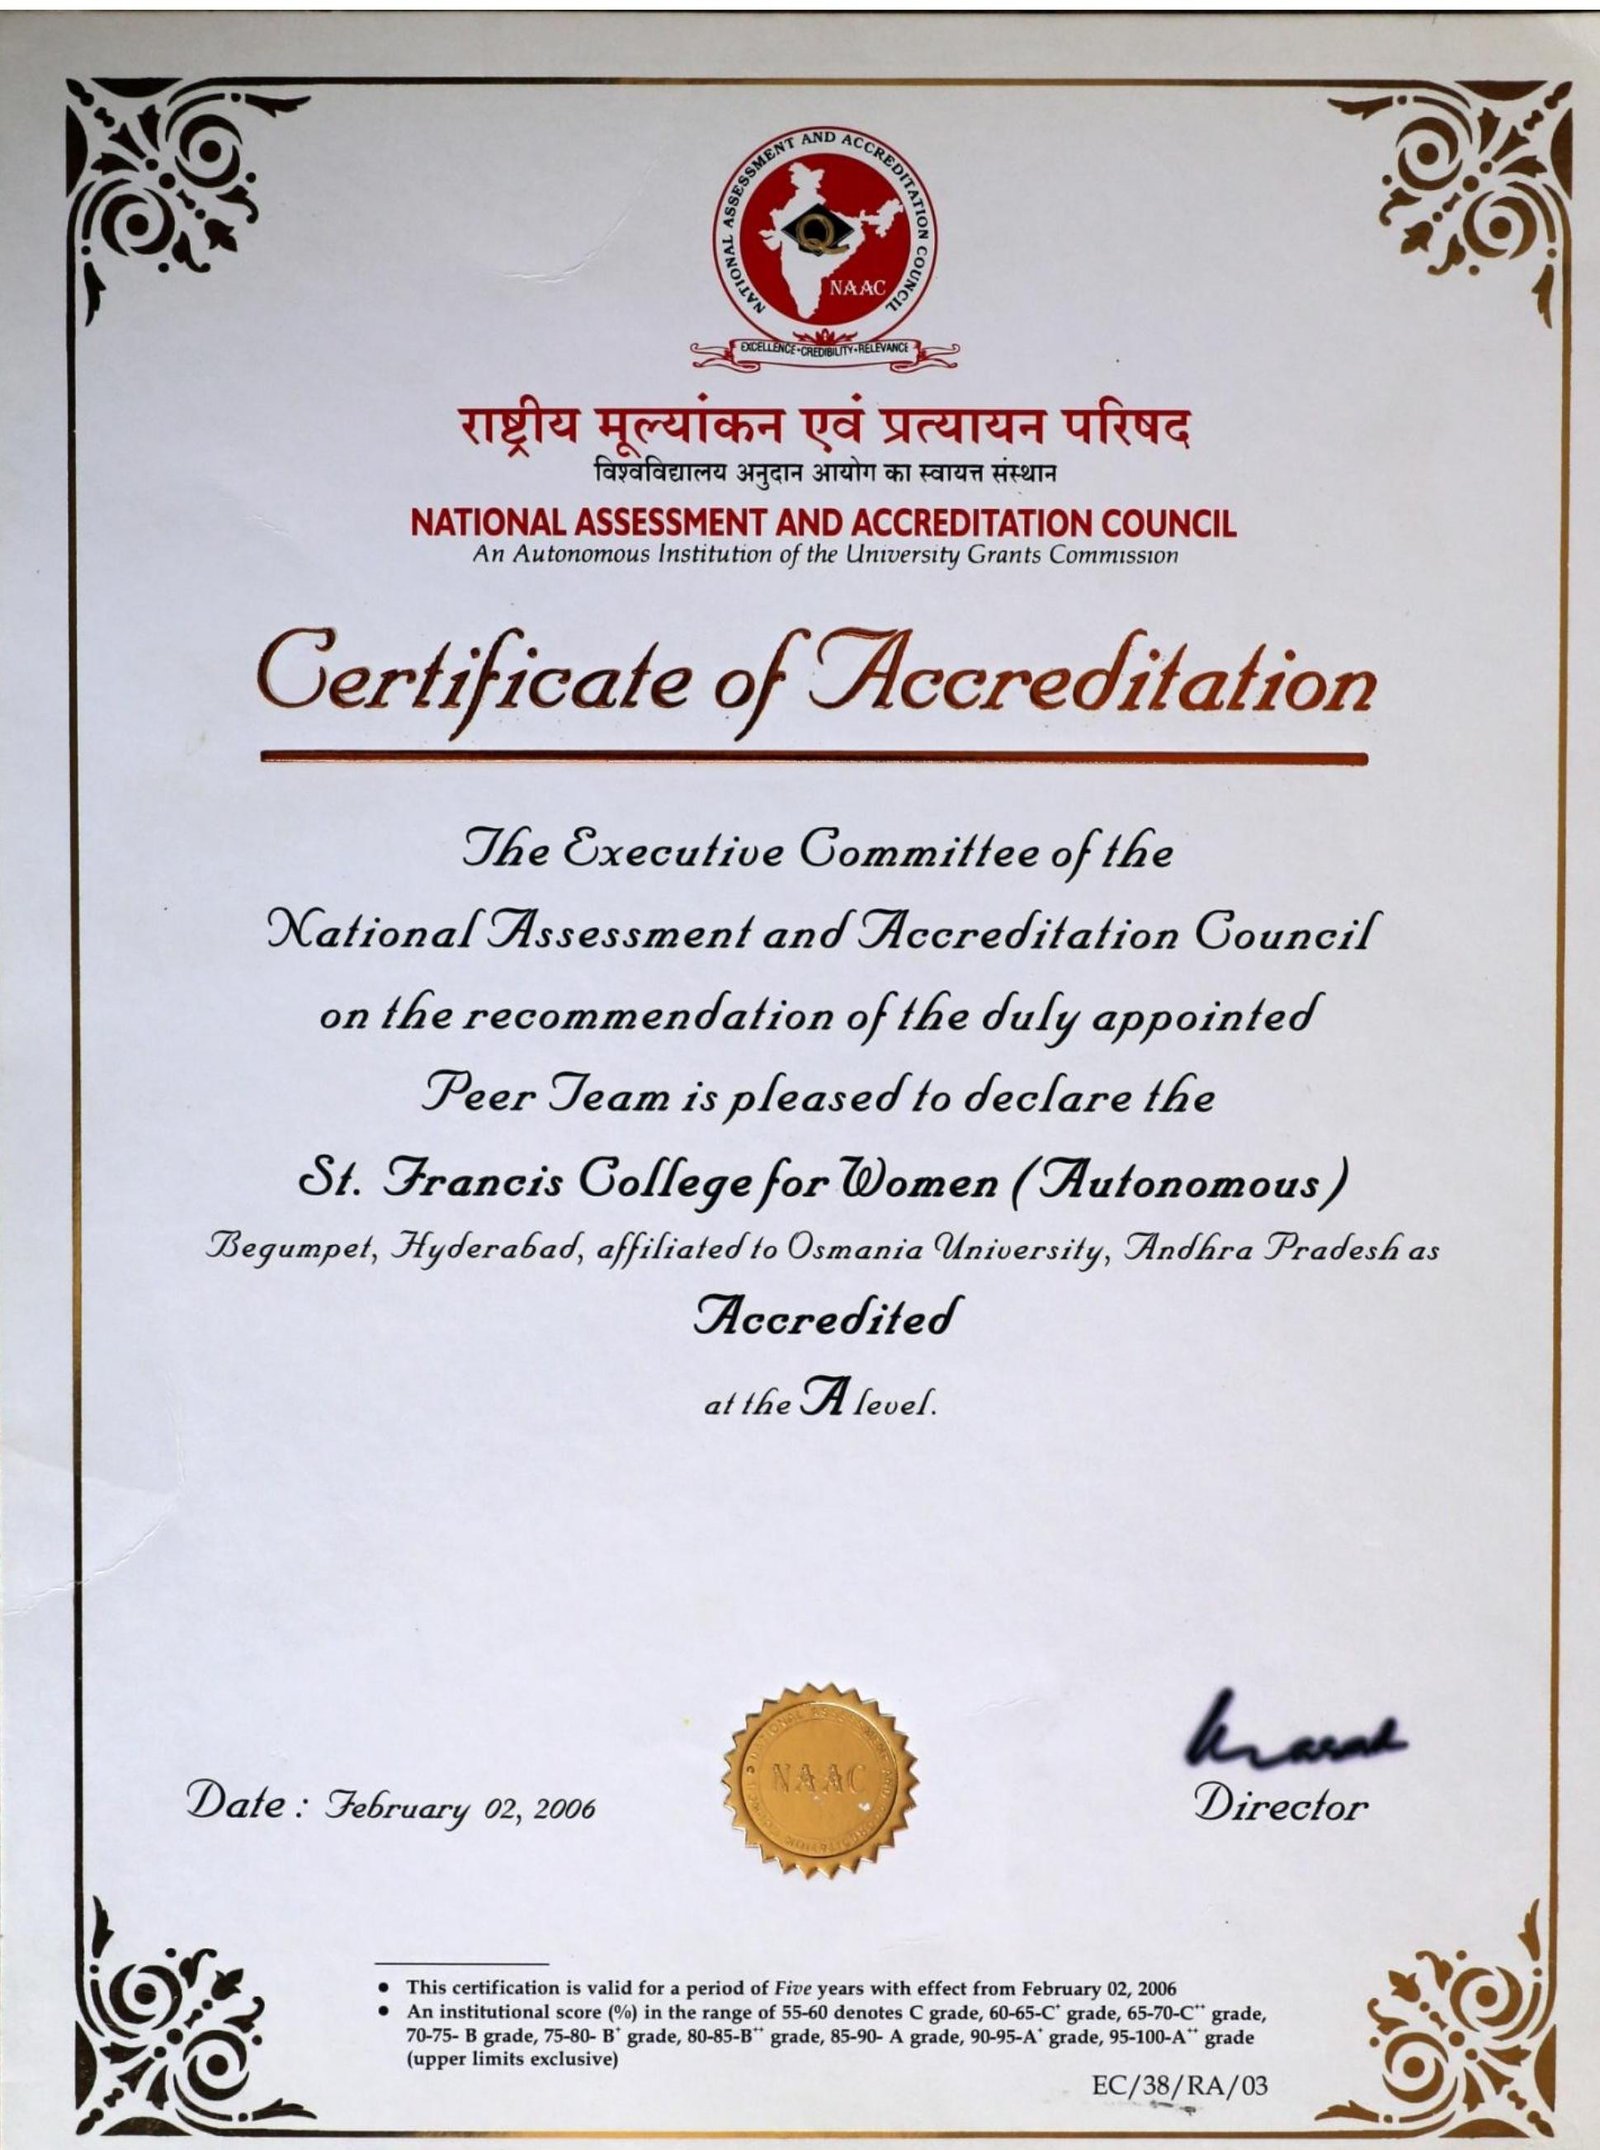 NATIONAL ASSESSMENT AND ACCREDITATION COUNCIL
Q
NAAC
EXCELLENCE•CREDIBILITY•RELEVANCE
राष्ट्रीय मूल्यांकन एवं प्रत्यायन परिषद
विश्वविद्यालय अनुदान आयोग का स्वायत्त संस्थान
NATIONAL ASSESSMENT AND ACCREDITATION COUNCIL
An Autonomous Institution of the University Grants Commission
Certificate of Accreditation
The Executive Committee of the
National Assessment and Accreditation Council
on the recommendation of the duly appointed
Peer Team is pleased to declare the
St. Francis College for Women (Autonomous)
Begumpet, Hyderabad, affiliated to Osmania University, Andhra Pradesh as
Accredited
at the A level.
NAAC
Date : February 02, 2006
Director
• This certification is valid for a period of Five years with effect from February 02, 2006
• An institutional score (%) in the range of 55-60 denotes C grade, 60-65-C⁺ grade, 65-70-C⁺⁺ grade,
70-75- B grade, 75-80- B⁺ grade, 80-85-B⁺⁺ grade, 85-90- A grade, 90-95-A⁺ grade, 95-100-A⁺⁺ grade
(upper limits exclusive)
EC/38/RA/03